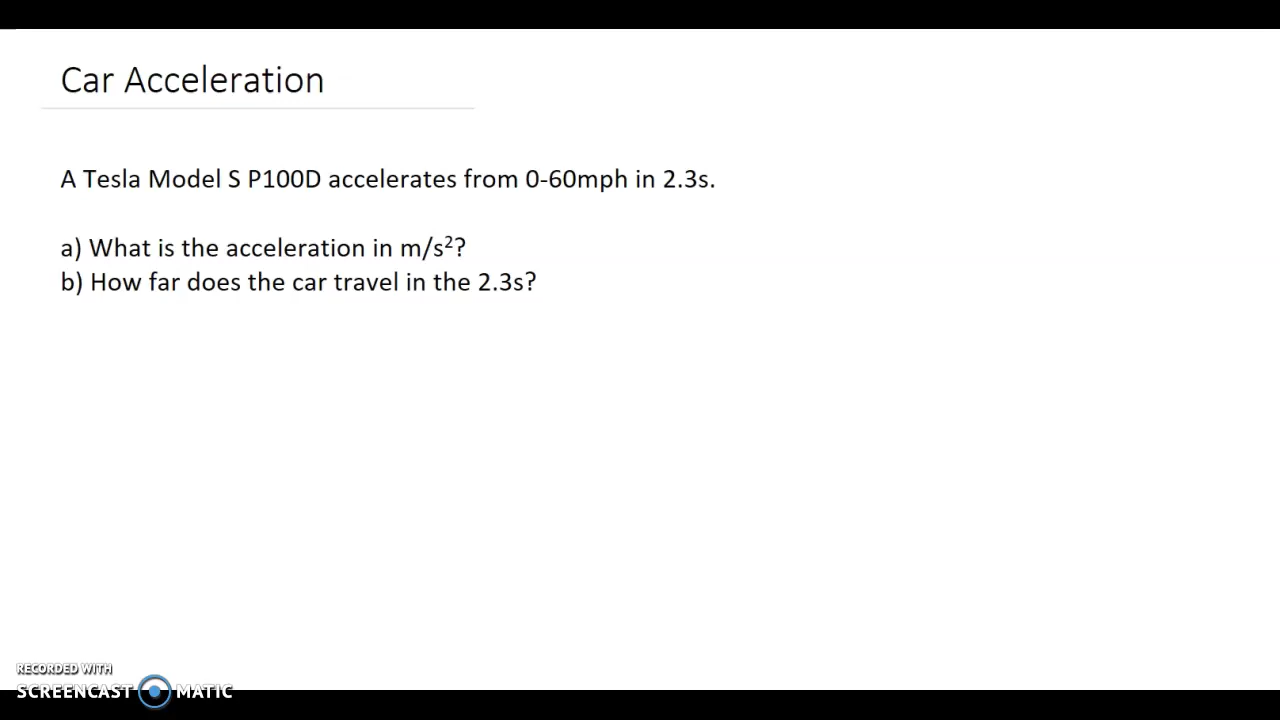 Car Acceleration
A Tesla Model S P100D accelerates from 0-60mph in 2.3s.
a) What is the acceleration in m/s²?
b) How far does the car travel in the 2.3s?
RECORDED WITH
SCREENCAST MATIC